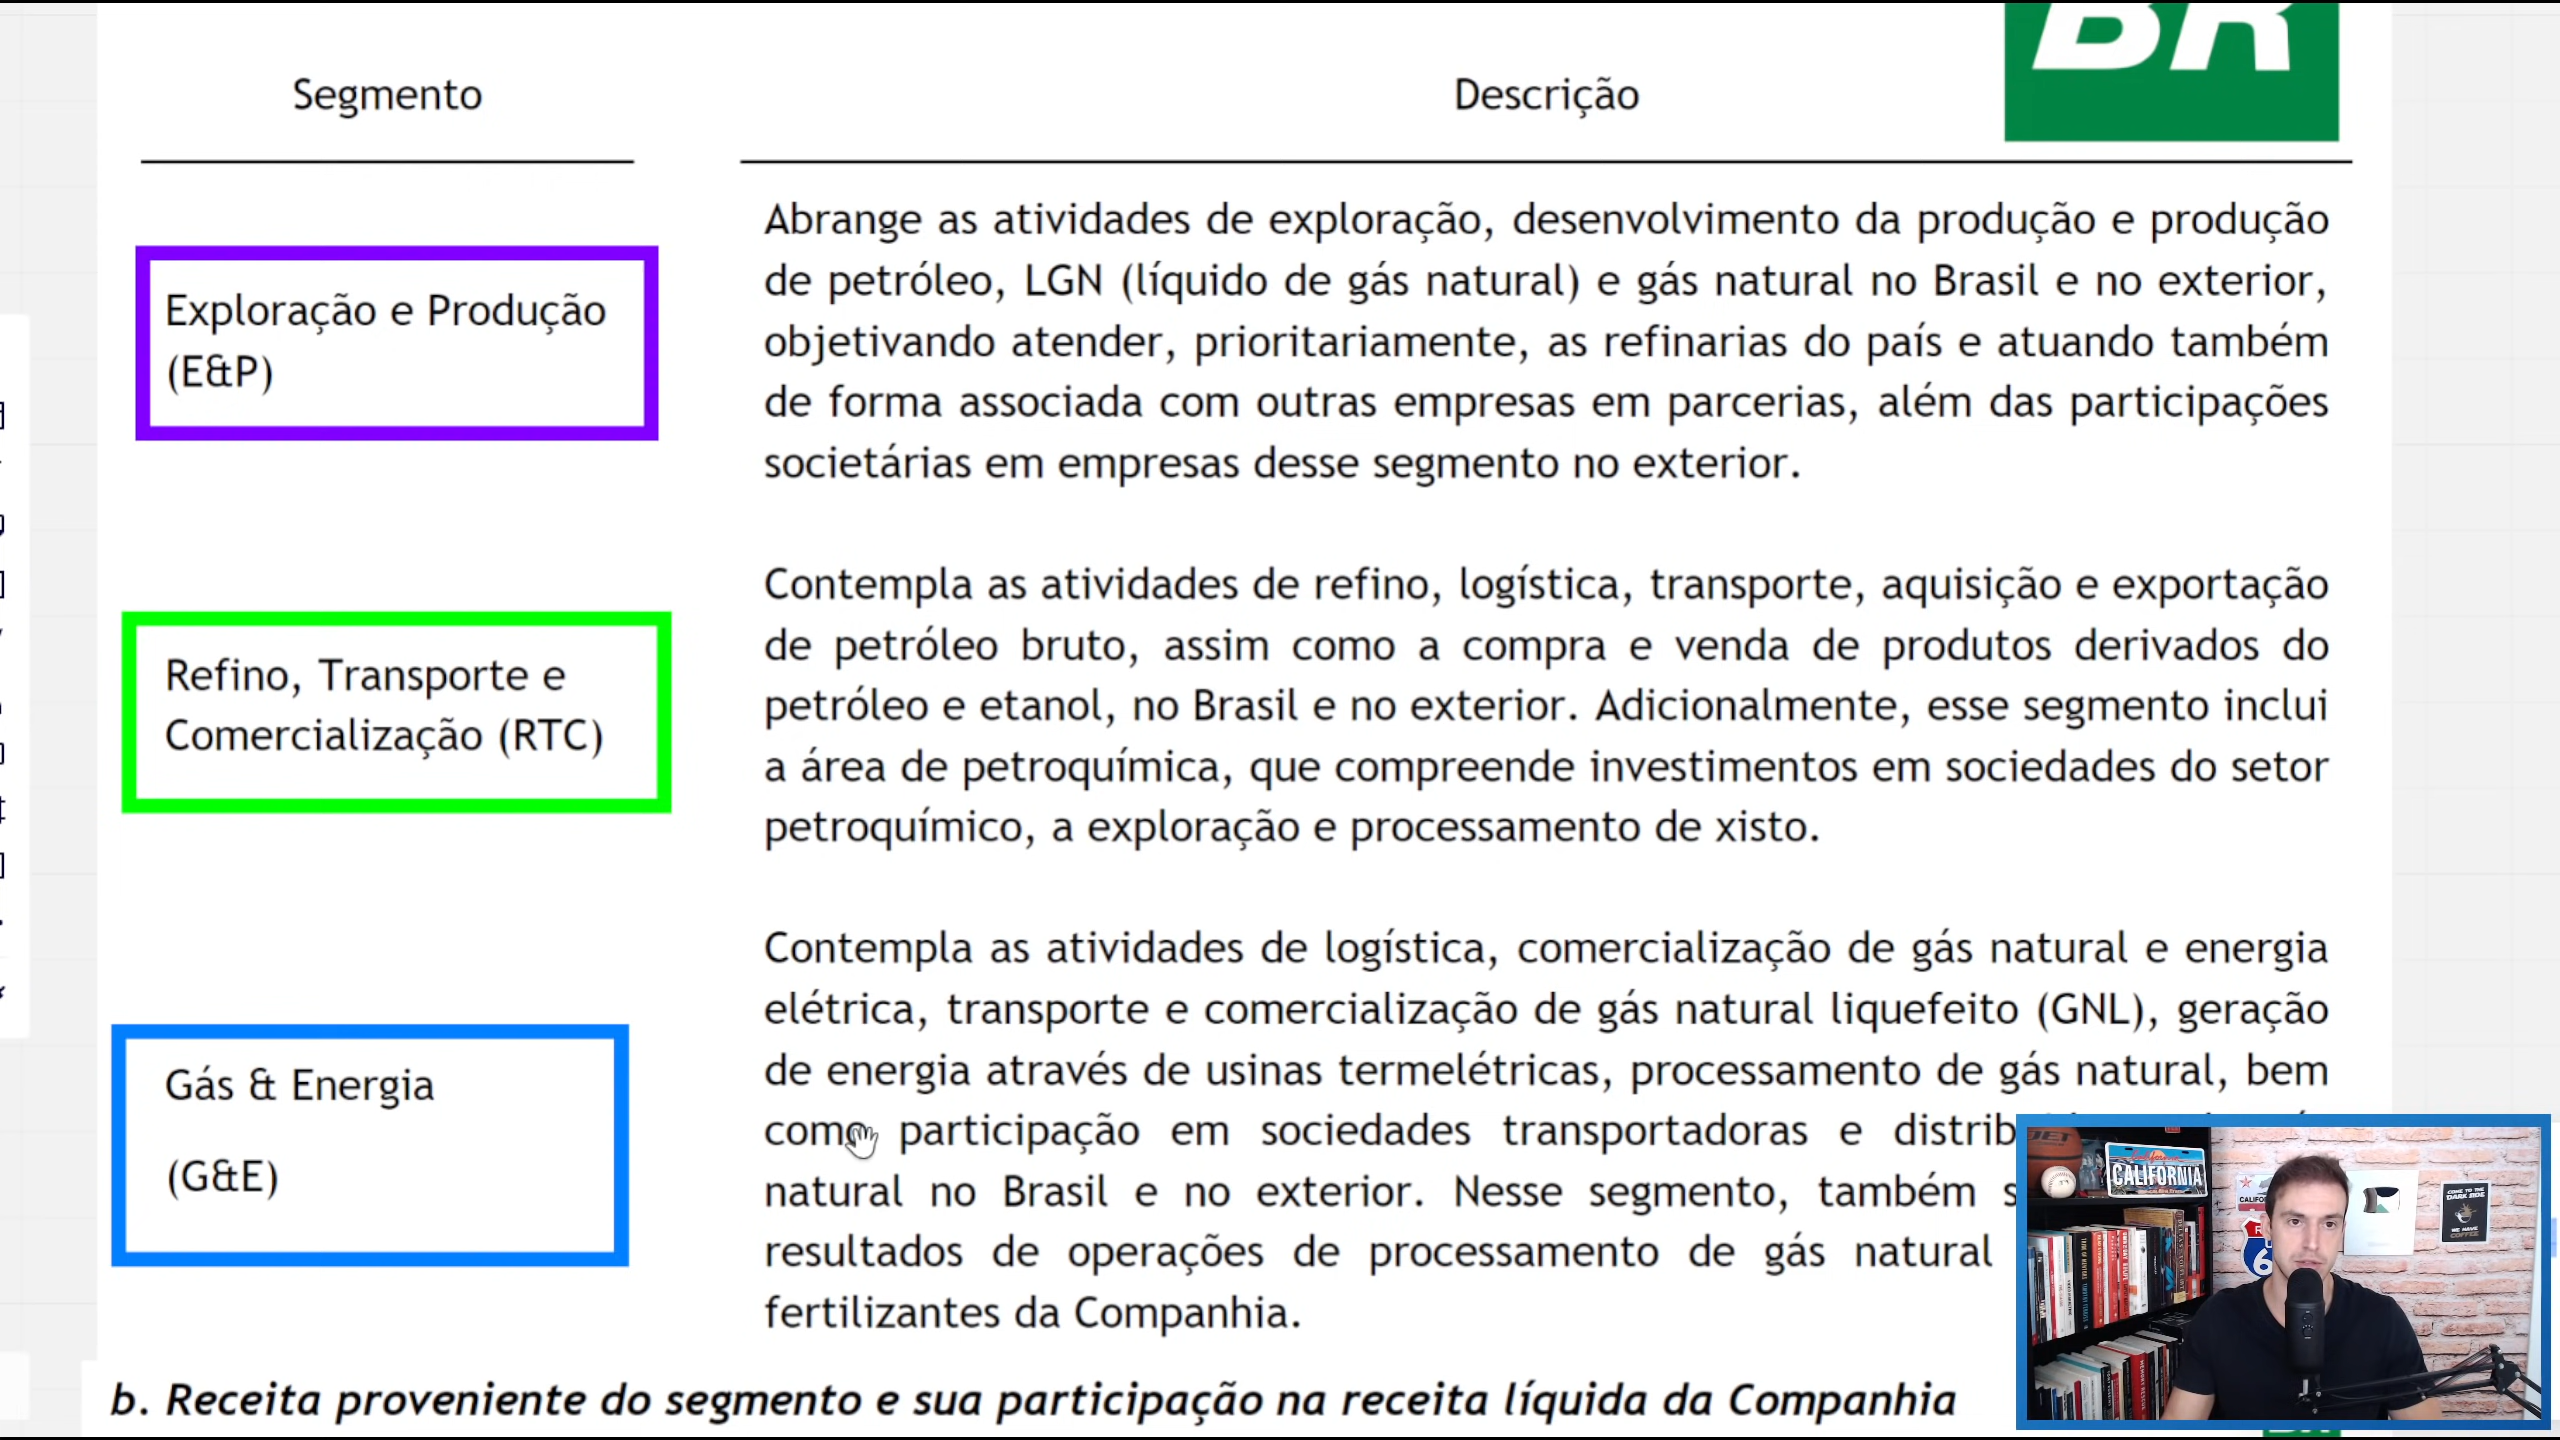 BR
Segmento
Descrição
Abrange as atividades de exploração, desenvolvimento da produção e produção
de petróleo, LGN (líquido de gás natural) e gás natural no Brasil e no exterior,
objetivando atender, prioritariamente, as refinarias do país e atuando também
de forma associada com outras empresas em parcerias, além das participações
societárias em empresas desse segmento no exterior.
Exploração e Produção
(E&P)
Contempla as atividades de refino, logística, transporte, aquisição e exportação
de petróleo bruto, assim como a compra e venda de produtos derivados do
petróleo e etanol, no Brasil e no exterior. Adicionalmente, esse segmento inclui
a área de petroquímica, que compreende investimentos em sociedades do setor
petroquímico, a exploração e processamento de xisto.
Refino, Transporte e
Comercialização (RTC)
Contempla as atividades de logística, comercialização de gás natural e energia
elétrica, transporte e comercialização de gás natural liquefeito (GNL), geração
de energia através de usinas termelétricas, processamento de gás natural, bem
como participação em sociedades transportadoras e distrib
natural no Brasil e no exterior. Nesse segmento, também s
resultados de operações de processamento de gás natural
fertilizantes da Companhia.
Gás & Energia
(G&E)
b. Receita proveniente do segmento e sua participação na receita líquida da Companhia
CALIFORNIA
COME TO THE
DARK SIDE
WE HAVE
COFFEE